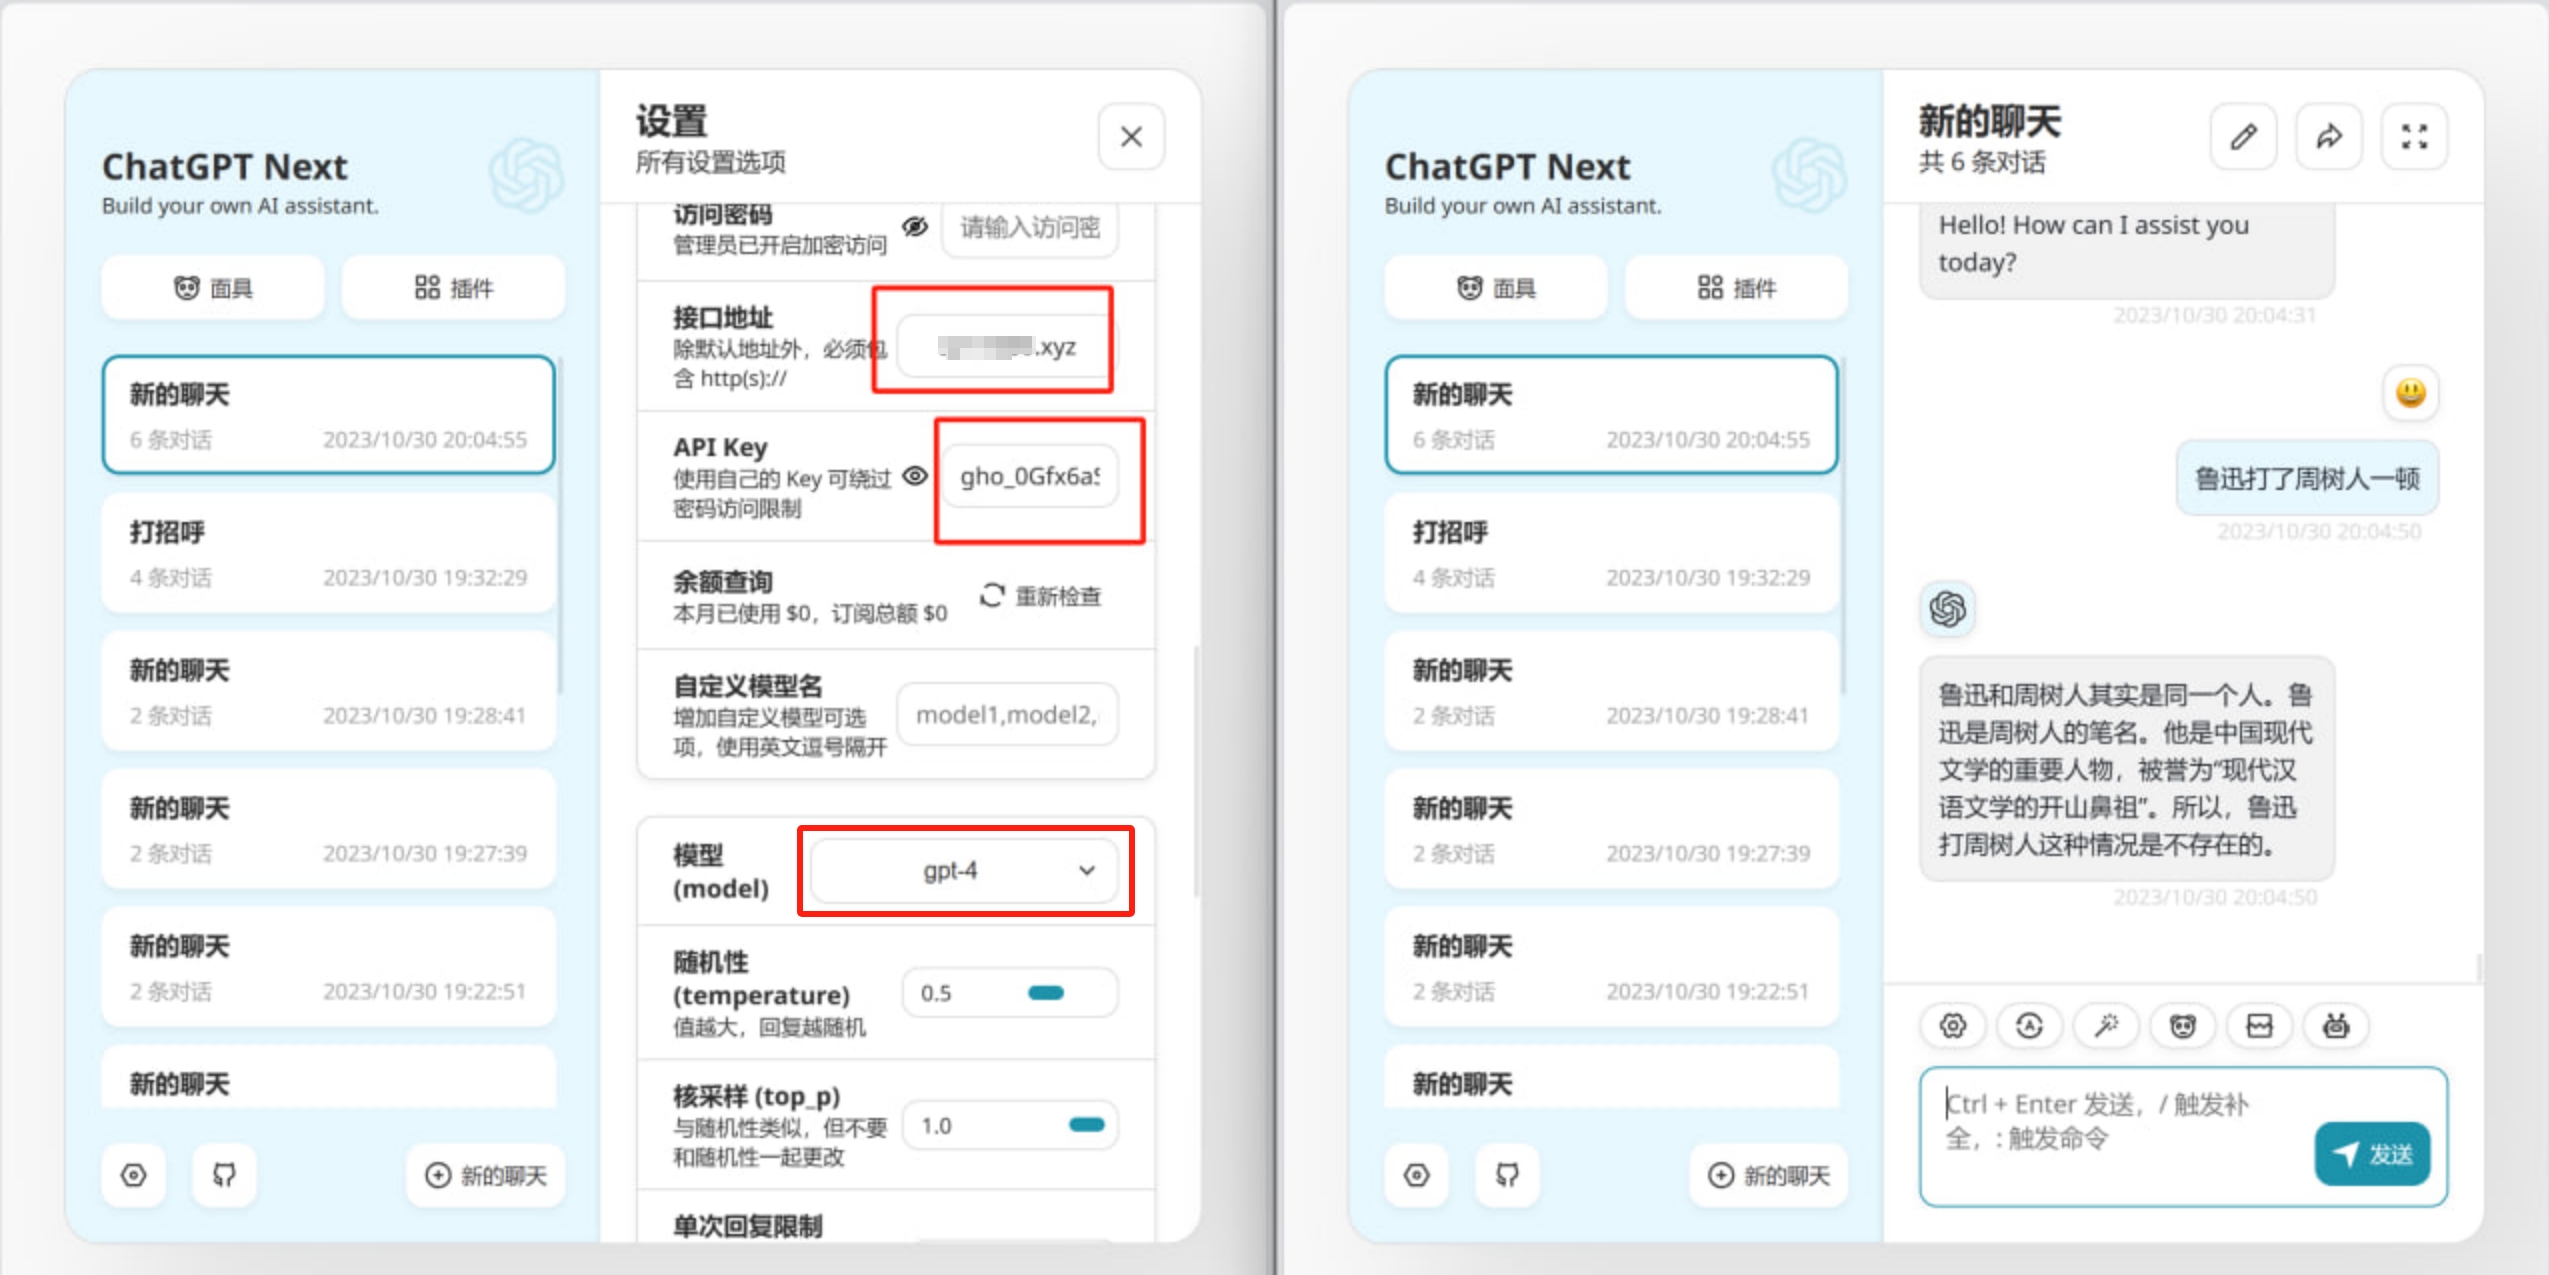 ChatGPT Next
Build your own AI assistant.
面具
插件
新的聊天
6 条对话
2023/10/30 20:04:55
打招呼
4 条对话
2023/10/30 19:32:29
新的聊天
2 条对话
2023/10/30 19:28:41
新的聊天
2 条对话
2023/10/30 19:27:39
新的聊天
2 条对话
2023/10/30 19:22:51
新的聊天
新的聊天
设置
所有设置选项
访问密码
管理员已开启加密访问
请输入访问密
接口地址
除默认地址外，必须包
含 http(s)://
.xyz
API Key
使用自己的 Key 可绕过
密码访问限制
gho_0Gfx6a
余额查询
本月已使用 $0，订阅总额 $0
重新检查
自定义模型名
增加自定义模型可选
项，使用英文逗号隔开
model1,model2,
模型
(model)
gpt-4
随机性
(temperature)
值越大，回复越随机
0.5
核采样 (top_p)
与随机性类似，但不要
和随机性一起更改
1.0
单次回复限制
ChatGPT Next
Build your own AI assistant.
面具
插件
新的聊天
6 条对话
2023/10/30 20:04:55
打招呼
4 条对话
2023/10/30 19:32:29
新的聊天
2 条对话
2023/10/30 19:28:41
新的聊天
2 条对话
2023/10/30 19:27:39
新的聊天
2 条对话
2023/10/30 19:22:51
新的聊天
新的聊天
新的聊天
共 6 条对话
Hello! How can I assist you
today?
2023/10/30 20:04:31
鲁迅打了周树人一顿
2023/10/30 20:04:50
鲁迅和周树人其实是同一个人。鲁
迅是周树人的笔名。他是中国现代
文学的重要人物，被誉为“现代汉
语文学的开山鼻祖”。所以，鲁迅
打周树人这种情况是不存在的。
2023/10/30 20:04:50
Ctrl + Enter 发送，/ 触发补
全，: 触发命令
发送